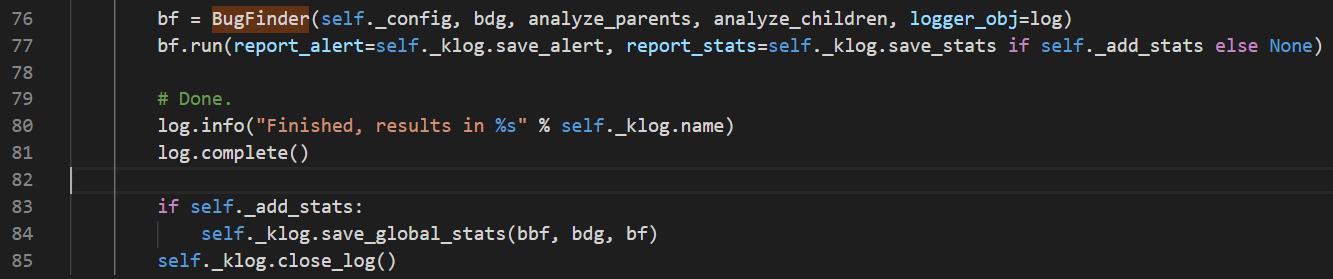 76 bf = BugFinder(self._config, bdg, analyze_parents, analyze_children, logger_obj=log)
77 bf.run(report_alert=self._klog.save_alert, report_stats=self._klog.save_stats if self._add_stats else None)
78
79 # Done.
80 log.info("Finished, results in %s" % self._klog.name)
81 log.complete()
82
83 if self._add_stats:
84 self._klog.save_global_stats(bbf, bdg, bf)
85 self._klog.close_log()